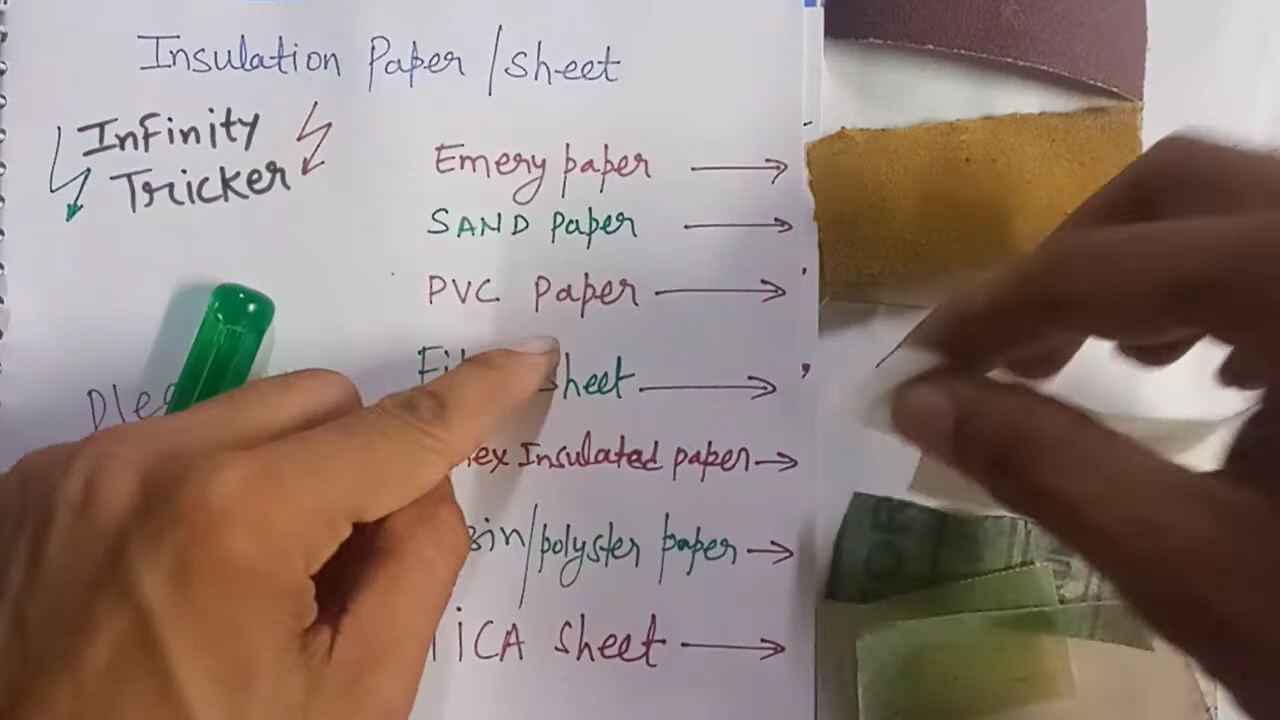 Insulation Paper/sheet
Infinity
Tricker
Emery paper
SAND Paper
PVC Paper
sheet
Insulated paper
/polyster paper
sheet